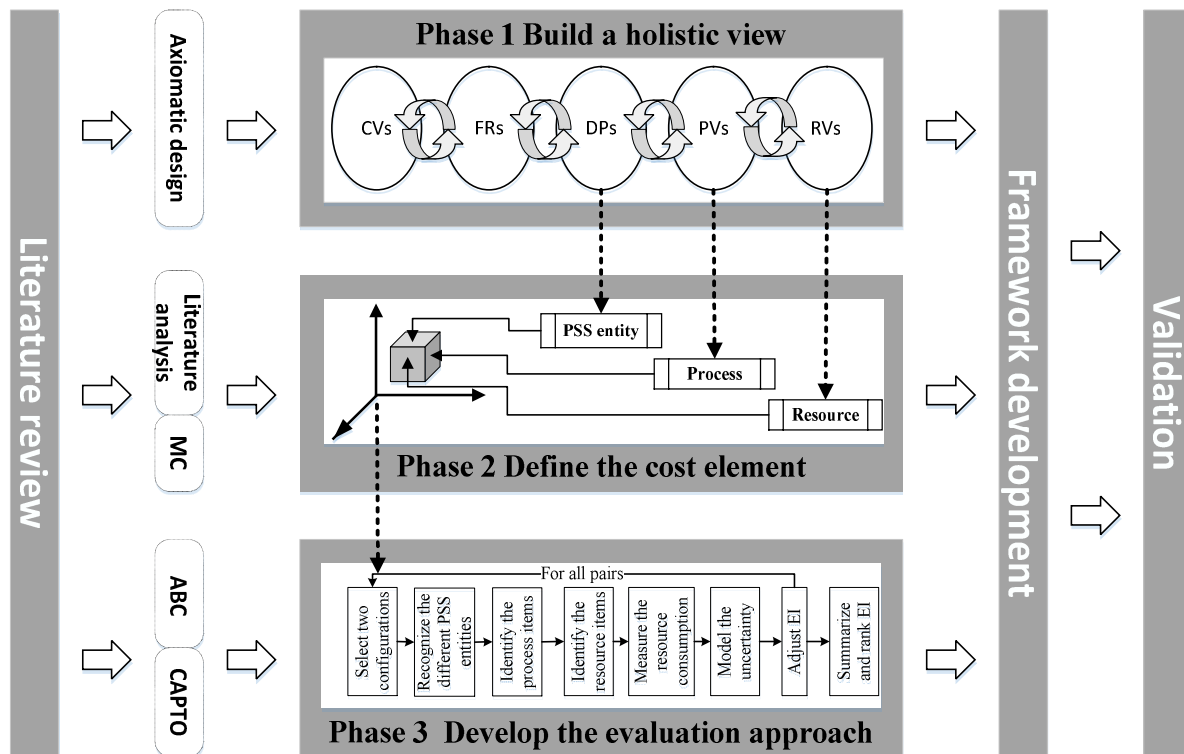 Literature review
Axiomatic design
Literature
analysis
MC
ABC
CAPTO
Phase 1 Build a holistic view
CVs
FRs
DPs
PVs
RVs
PSS entity
Process
Resource
Phase 2 Define the cost element
For all pairs
Select two
configurations
Recognize the
different PSS
entities
Identify the
process items
Identify the
resource items
Measure the
resource
consumption
Model the
uncertainty
Adjust EI
Summarize
and rank EI
Phase 3 Develop the evaluation approach
Framework development
Validation